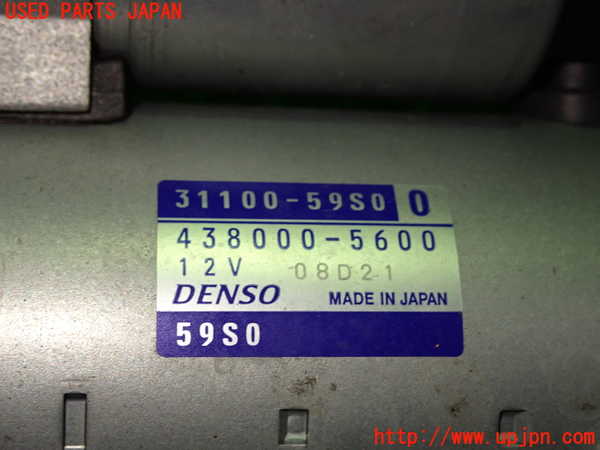 USED PARTS JAPAN
31100-59S0 0
438000-5600
12V 08D21
DENSO MADE IN JAPAN
59S0
http://www.upjpn.com/